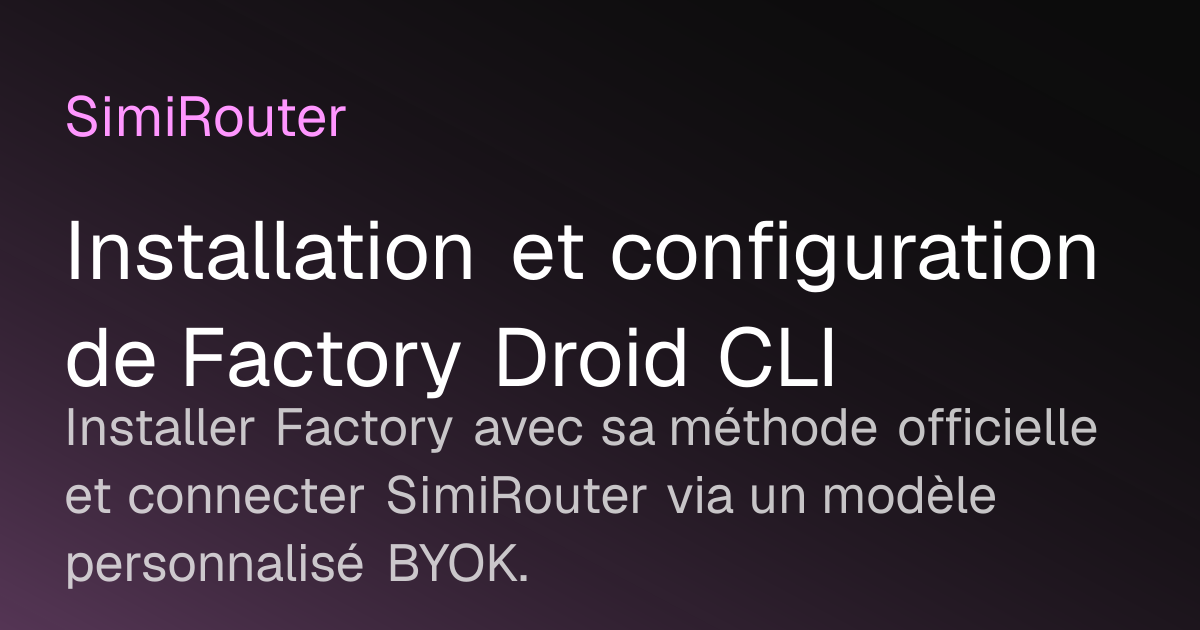 SimiRouter
Installation et configuration
de Factory Droid CLI
Installer Factory avec sa méthode officielle
et connecter SimiRouter via un modèle
personnalisé BYOK.